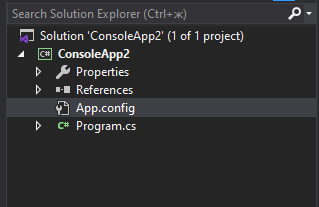 Search Solution Explorer (Ctrl+ж)
Solution 'ConsoleApp2' (1 of 1 project)
C# ConsoleApp2
Properties
References
App.config
C# Program.cs